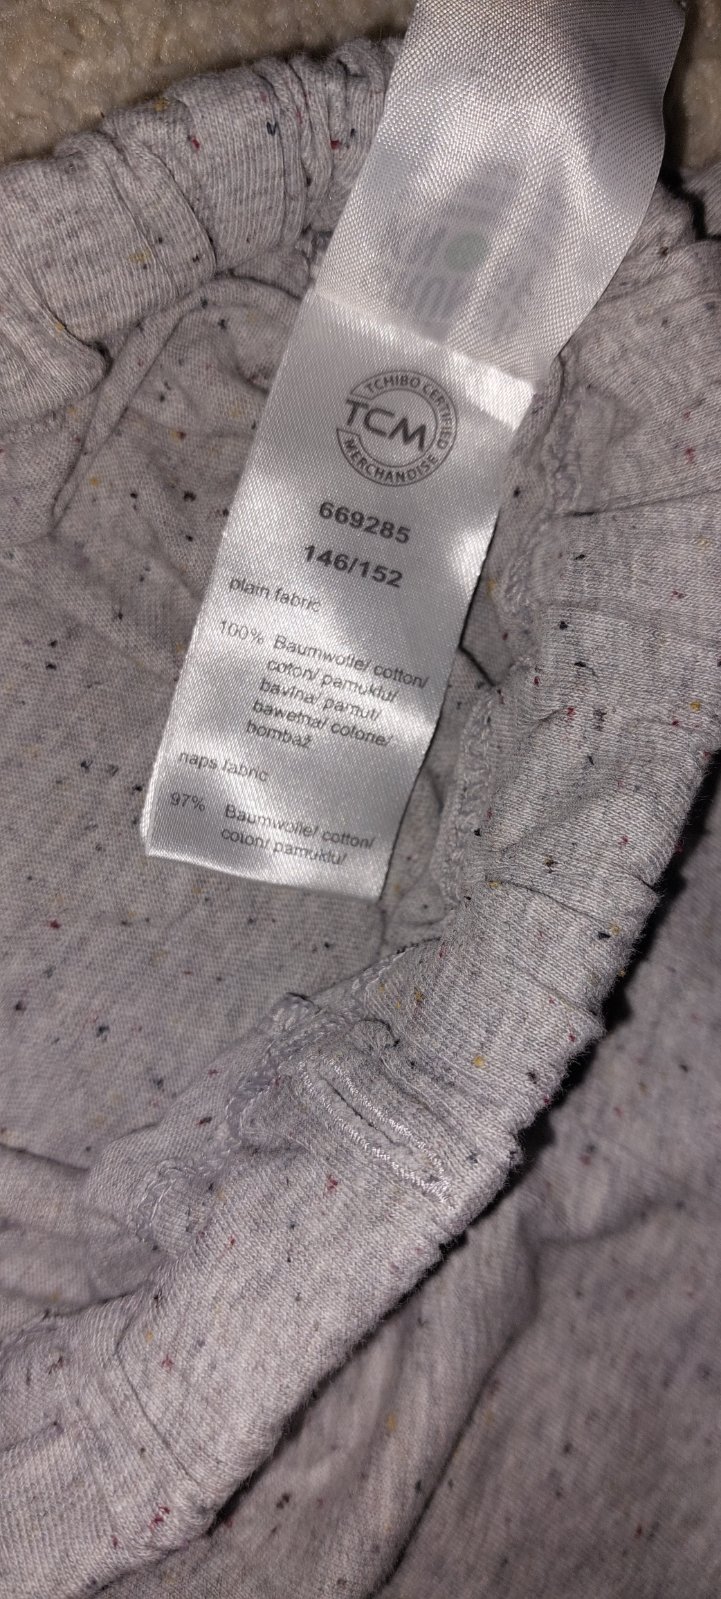 TCHIBO CERTIFIED
TCM
MERCHANDISE
669285
146/152
plain fabric
100% Baumwolle/ cotton/
coton/ pamuklu/
bavlna/ pamut/
bawełna/ colone/
bombaž
naps fabric
97% Baumwolle/ cotton/
coton/ pamuklu/